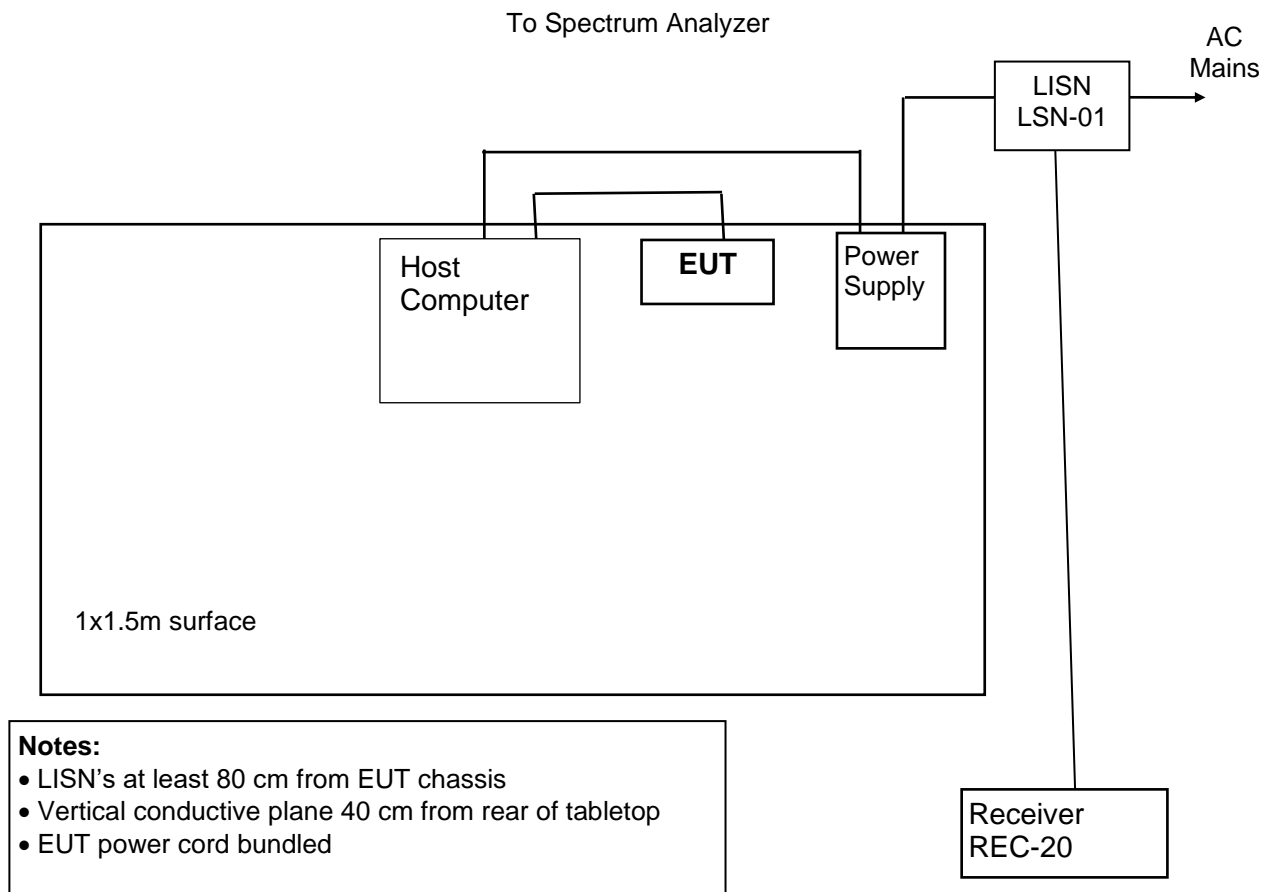 To Spectrum Analyzer
AC
Mains
LISN
LSN-01
Host
Computer
EUT
Power
Supply
1x1.5m surface
Notes:
• LISN’s at least 80 cm from EUT chassis
• Vertical conductive plane 40 cm from rear of tabletop
• EUT power cord bundled
Receiver
REC-20